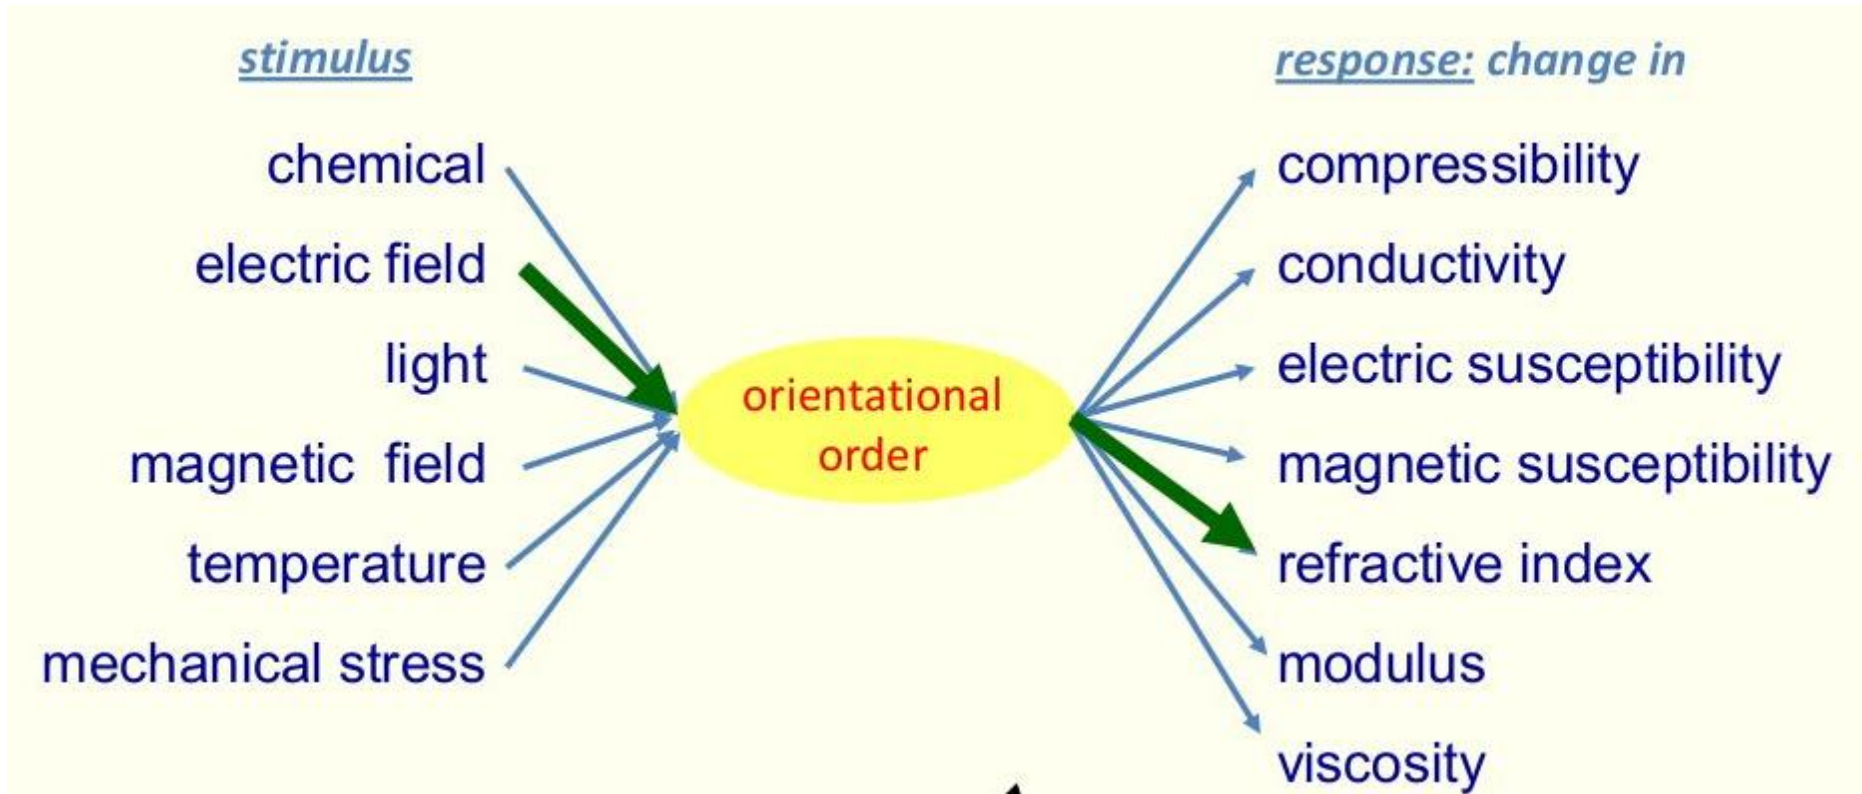 stimulus
chemical
electric field
light
magnetic field
temperature
mechanical stress
orientational
order
response: change in
compressibility
conductivity
electric susceptibility
magnetic susceptibility
refractive index
modulus
viscosity